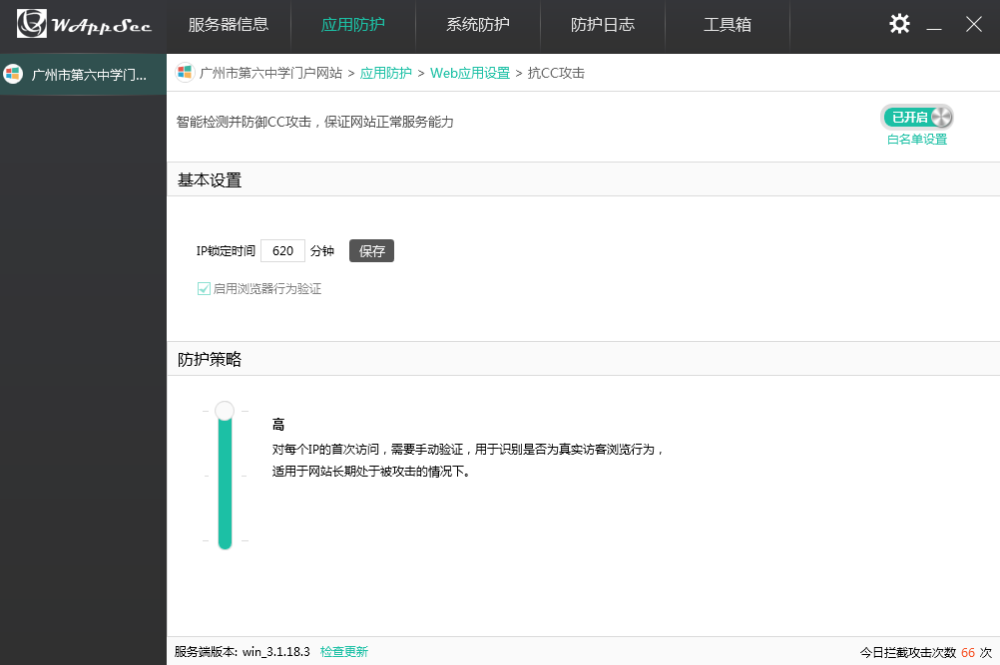 WAppSec 服务器信息 应用防护 系统防护 防护日志 工具箱
广州市第六中学门...
广州市第六中学门户网站 > 应用防护 > Web应用设置 > 抗CC攻击
智能检测并防御CC攻击，保证网站正常服务能力
已开启
白名单设置
基本设置
IP锁定时间 620 分钟 保存
启用浏览器行为验证
防护策略
高
对每个IP的首次访问，需要手动验证，用于识别是否为真实访客浏览行为，
适用于网站长期处于被攻击的情况下。
服务端版本: win_3.1.18.3 检查更新
今日拦截攻击次数 66 次